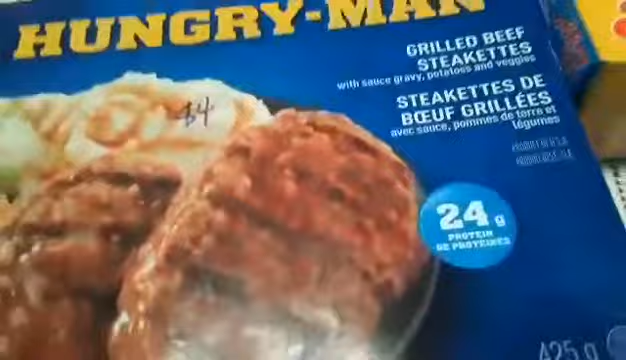 HUNGRY-MAN
GRILLED BEEF
STEAKETTES
with sauce gravy, potatoes and veggies
STEAKETTES DE
BŒUF GRILLÉES
avec sauce, pommes de terre et
légumes
$4
24 g
PROTEIN
DE PROTÉINES
425 g